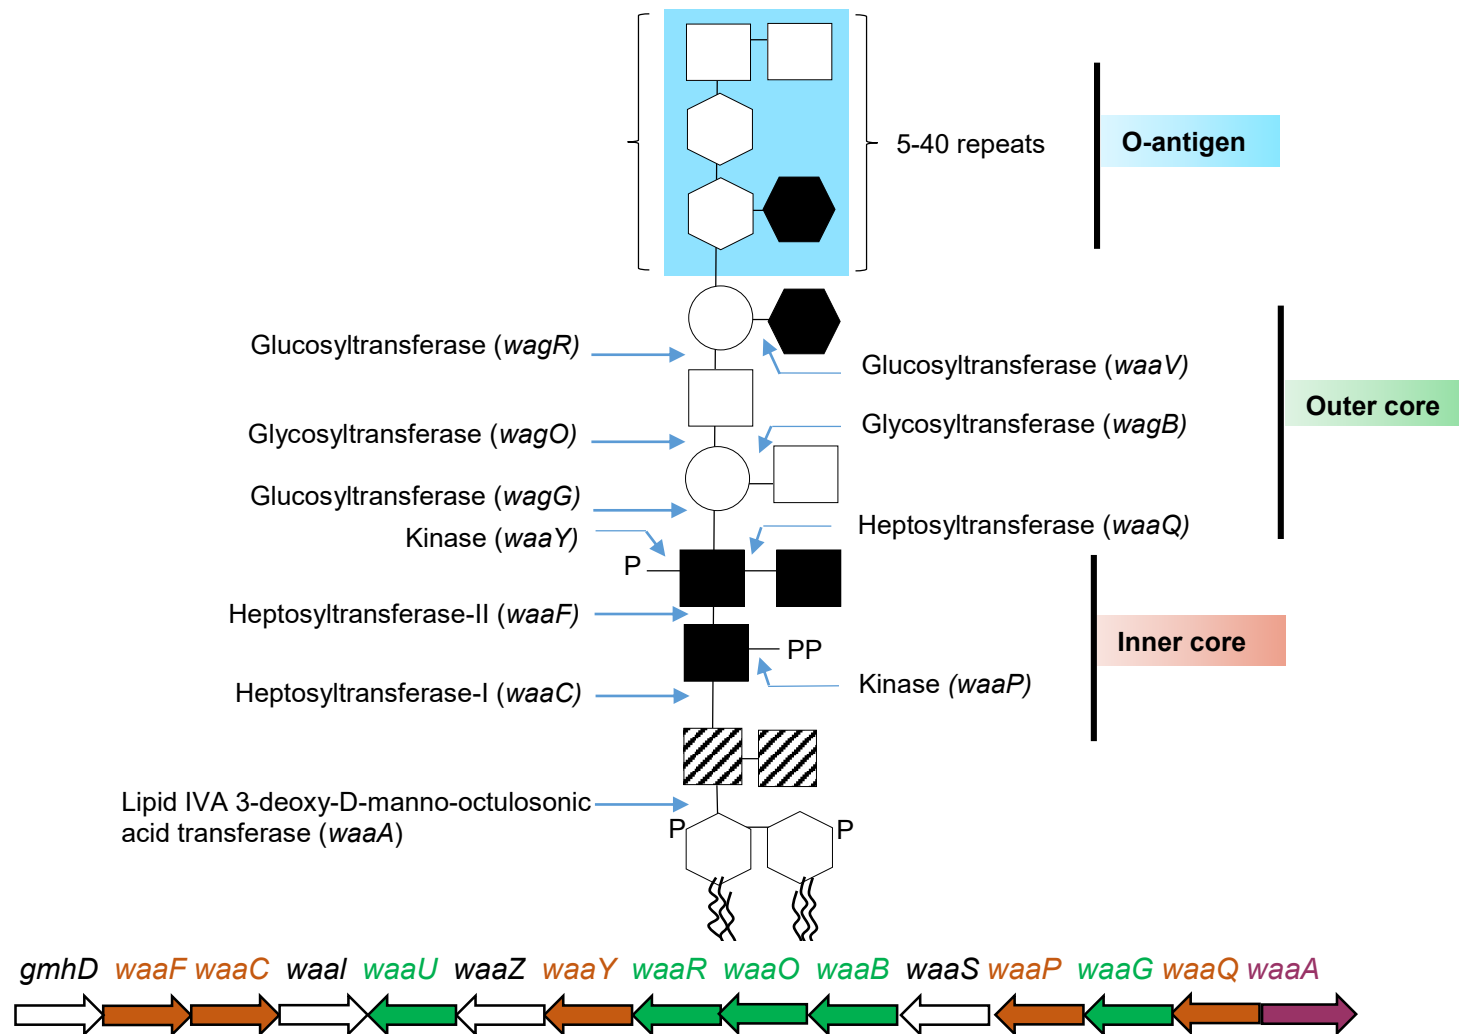 5-40 repeats
O-antigen
Glucosyltransferase (wagR)
Glucosyltransferase (waaV)
Outer core
Glycosyltransferase (wagO)
Glycosyltransferase (wagB)
Glucosyltransferase (wagG)
Kinase (waaY)
Heptosyltransferase (waaQ)
P
Heptosyltransferase-II (waaF)
Inner core
PP
Heptosyltransferase-I (waaC)
Kinase (waaP)
Lipid IVA 3-deoxy-D-manno-octulosonic
acid transferase (waaA)
P
P
gmhD waaF waaC waaI waaU waaZ waaY waaR waaO waaB waaS waaP waaG waaQ waaA